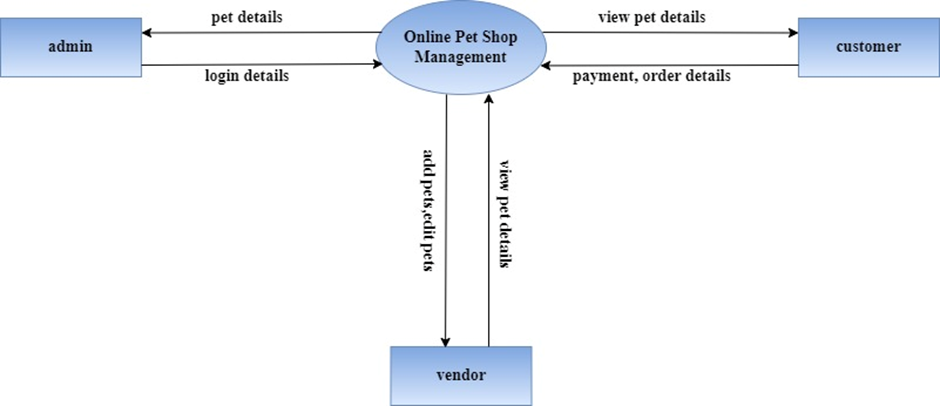 pet details
view pet details
admin
Online Pet Shop
Management
customer
login details
payment, order details
add pets,edit pets
view pet details
vendor